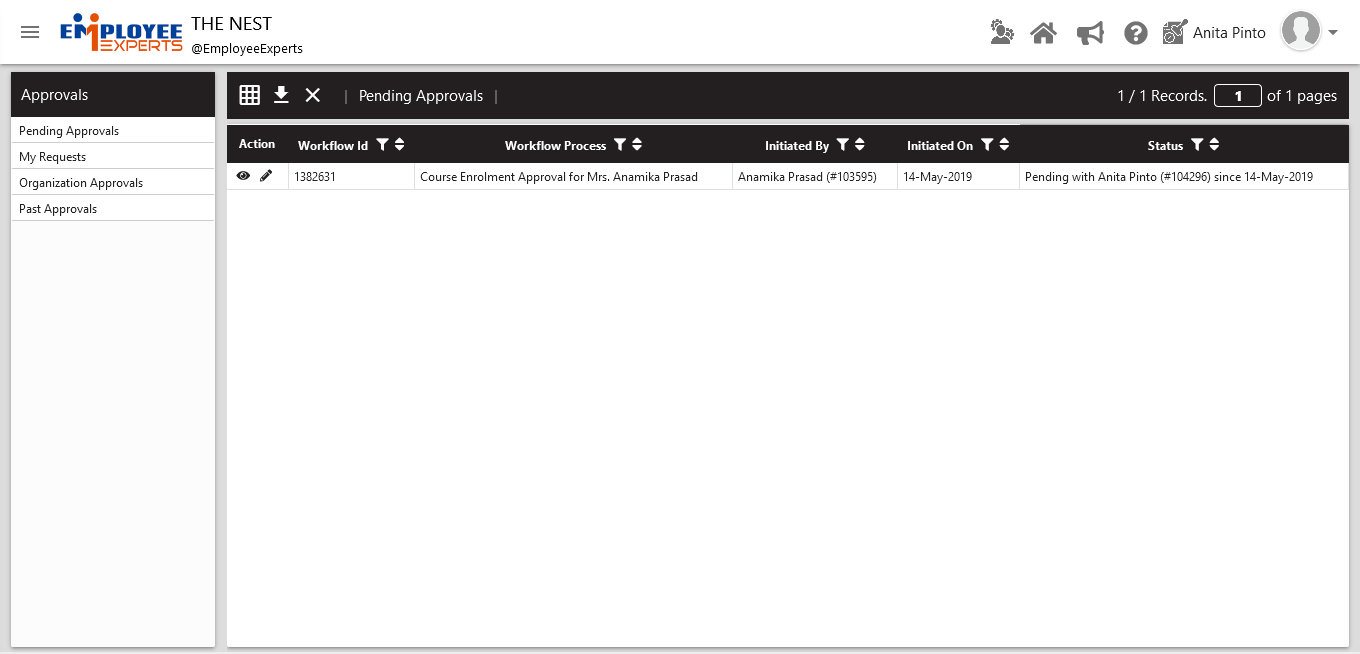 EMPLOYEE
EXPERTS
THE NEST
@EmployeeExperts
Anita Pinto
Approvals
Pending Approvals
My Requests
Organization Approvals
Past Approvals
| Pending Approvals |
1 / 1 Records. 1 of 1 pages
Action Workflow Id Workflow Process Initiated By Initiated On Status
1382631 Course Enrolment Approval for Mrs. Anamika Prasad Anamika Prasad (#103595) 14-May-2019 Pending with Anita Pinto (#104296) since 14-May-2019